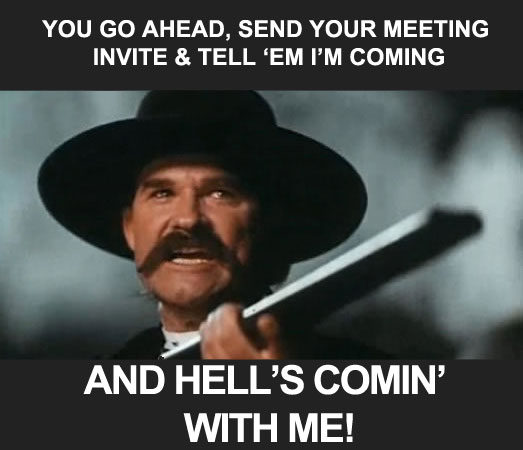 YOU GO AHEAD, SEND YOUR MEETING
INVITE & TELL ‘EM I’M COMING
AND HELL’S COMIN’
WITH ME!